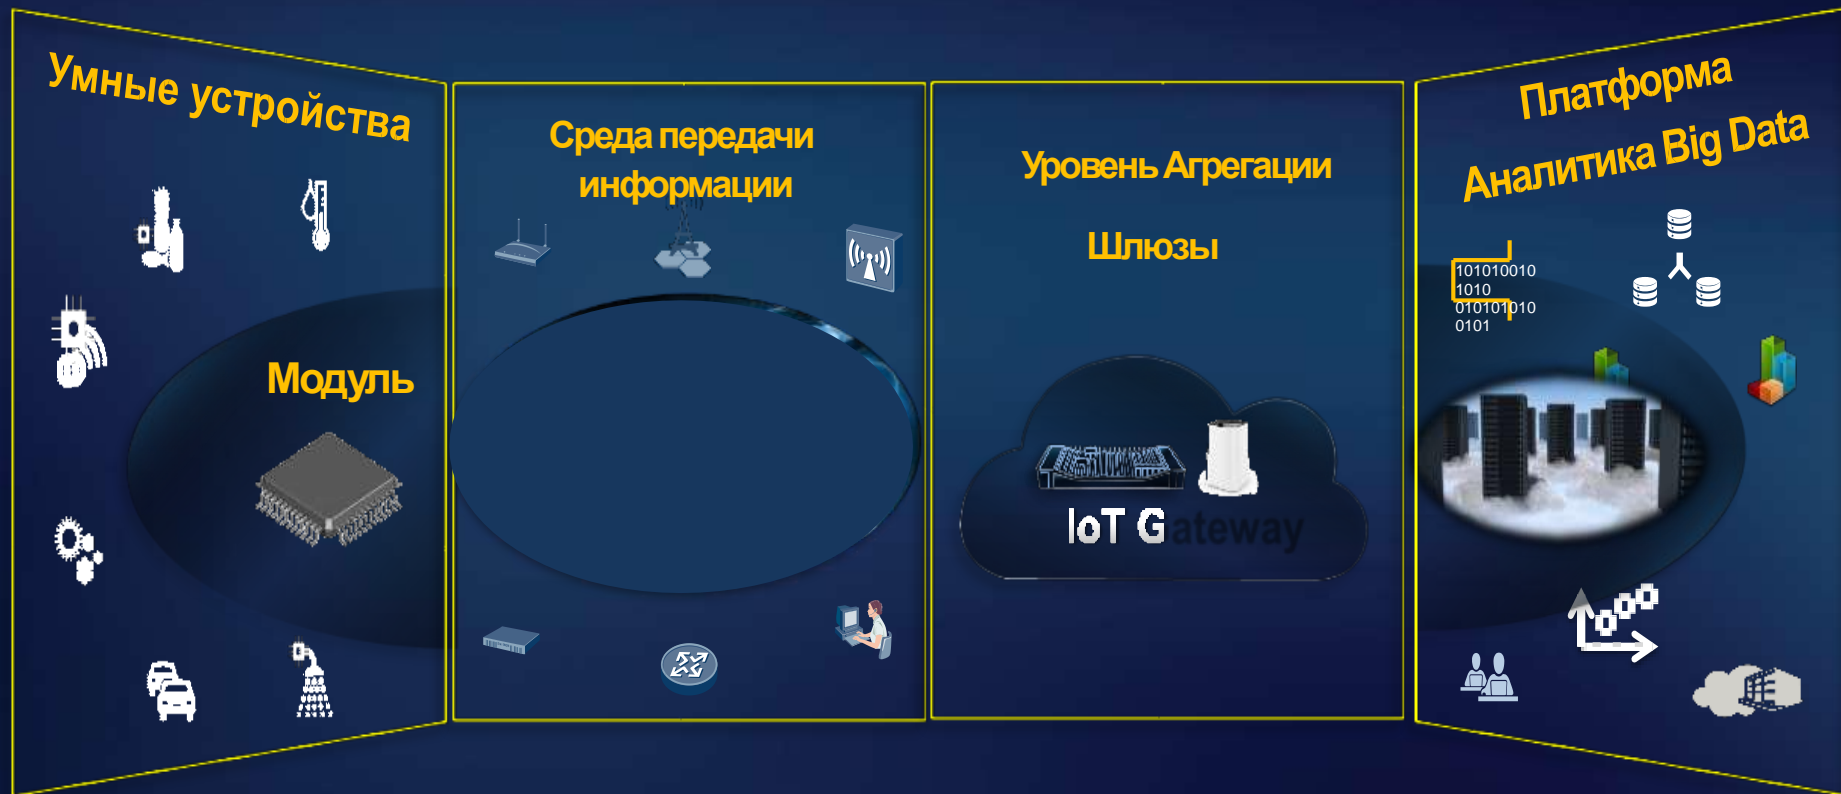 Умные устройства
Модуль
Среда передачи
информации
Уровень Агрегации
Шлюзы
IoT Gateway
Платформа
Аналитика Big Data
101010010
1010
010101010
0101